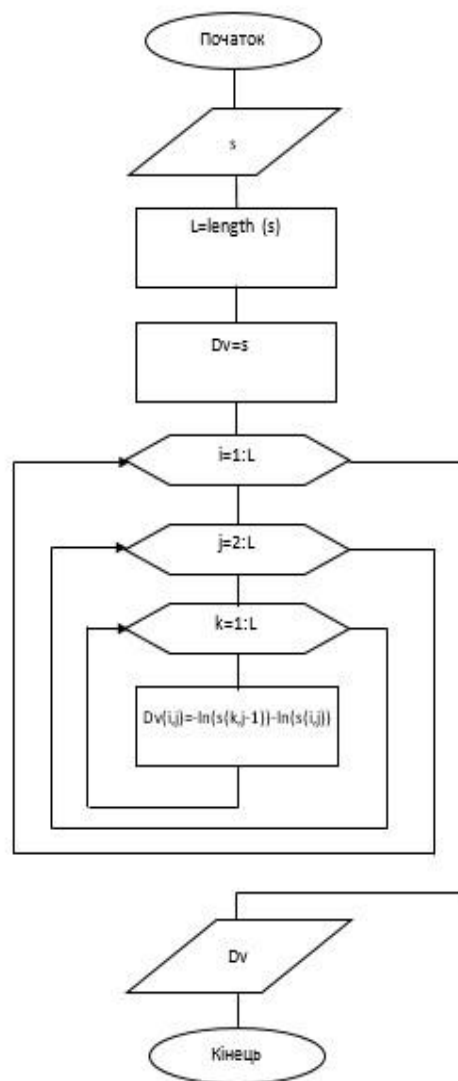 Початок
s
L=length (s)
Dv=s
i=1:L
j=2:L
k=1:L
Dv(i,j)=-ln(s(k,j-1))-ln(s(i,j))
Dv
Кінець